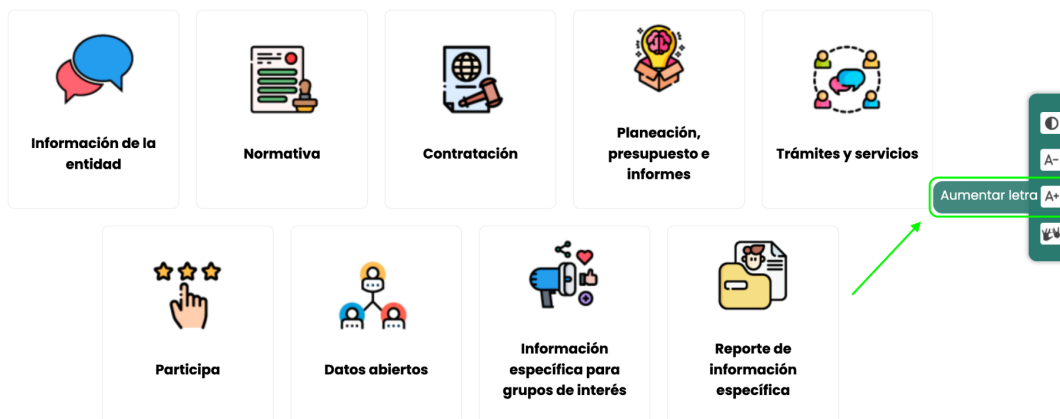 Información de la
entidad
Normativa
Contratación
Planeación,
presupuesto e
informes
Trámites y servicios
A-
Aumentar letra A+
Participa
Datos abiertos
Información
específica para
grupos de interés
Reporte de
información
específica